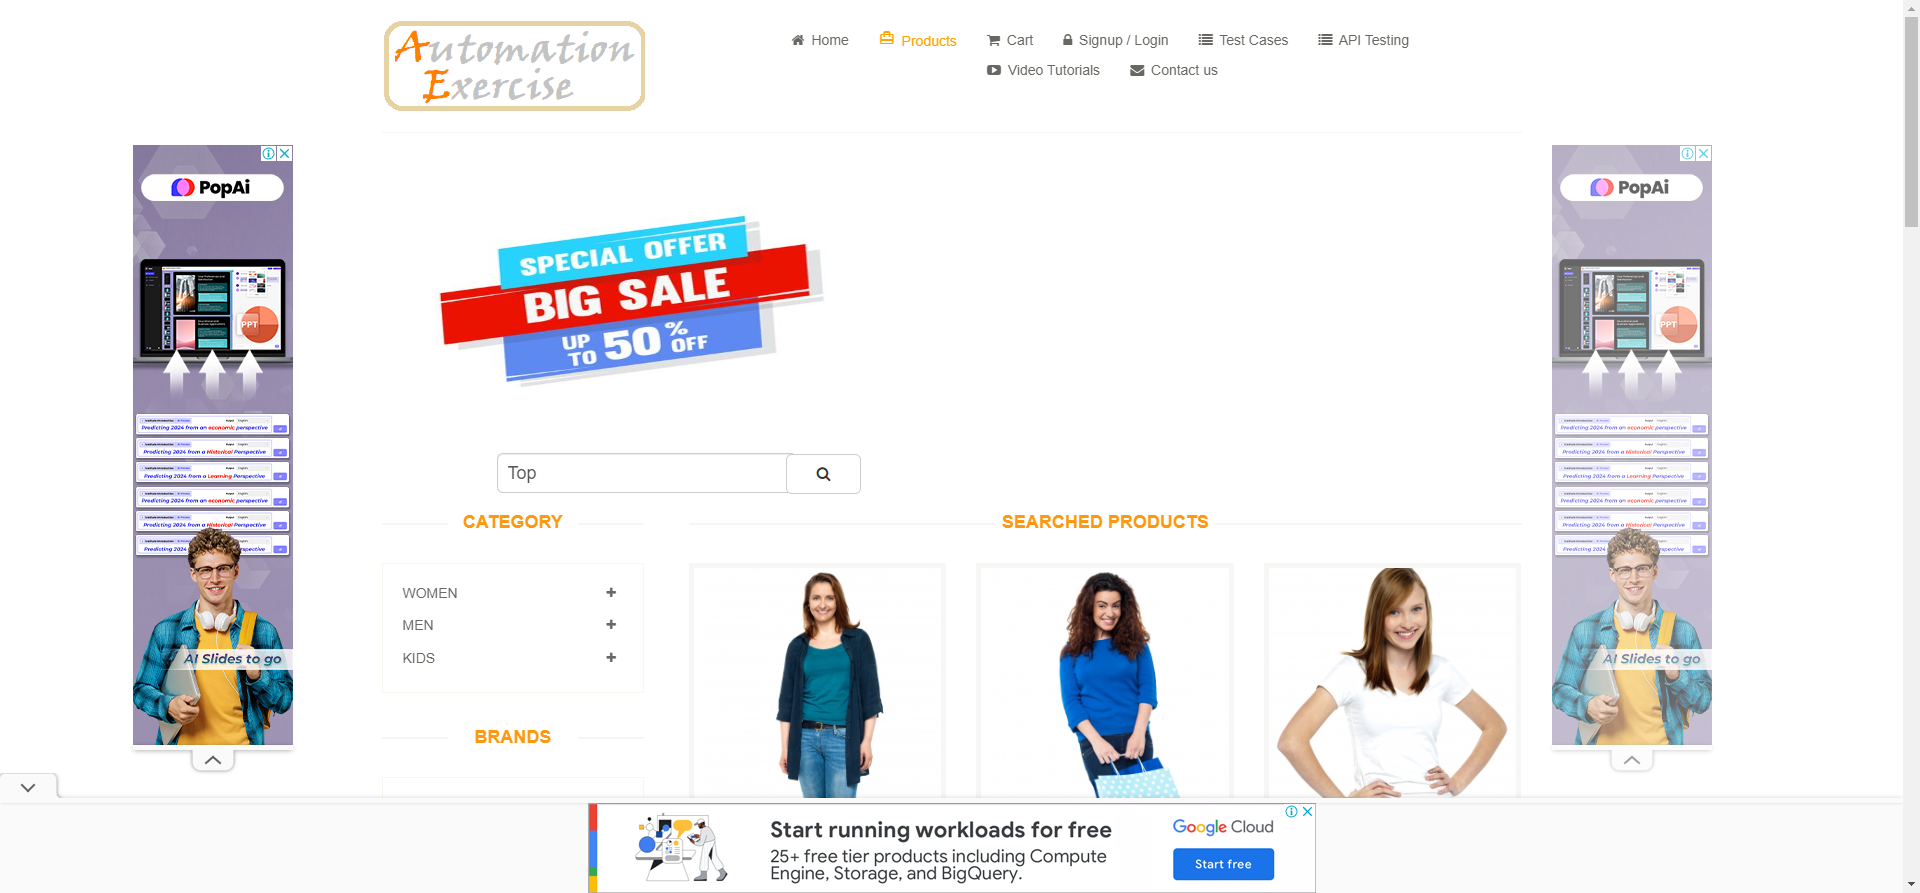 Automation
Exercise
Home
Products
Cart
Signup / Login
Test Cases
API Testing
Video Tutorials
Contact us
PopAi
PPT
Predicting 2024 from an economic perspective
Predicting 2024 from a Historical Perspective
Predicting 2024 from a Learning Perspective
Predicting 2024 from an economic perspective
Predicting 2024 from a Historical Perspective
AI Slides to go
SPECIAL OFFER
BIG SALE
UP TO 50% OFF
Top
CATEGORY
WOMEN
MEN
KIDS
BRANDS
SEARCHED PRODUCTS
PopAi
PPT
Predicting 2024 from an economic perspective
Predicting 2024 from a Historical Perspective
Predicting 2024 from a Learning Perspective
Predicting 2024 from an economic perspective
Predicting 2024 from a Historical Perspective
AI Slides to go
Start running workloads for free
25+ free tier products including Compute
Engine, Storage, and BigQuery.
Google Cloud
Start free